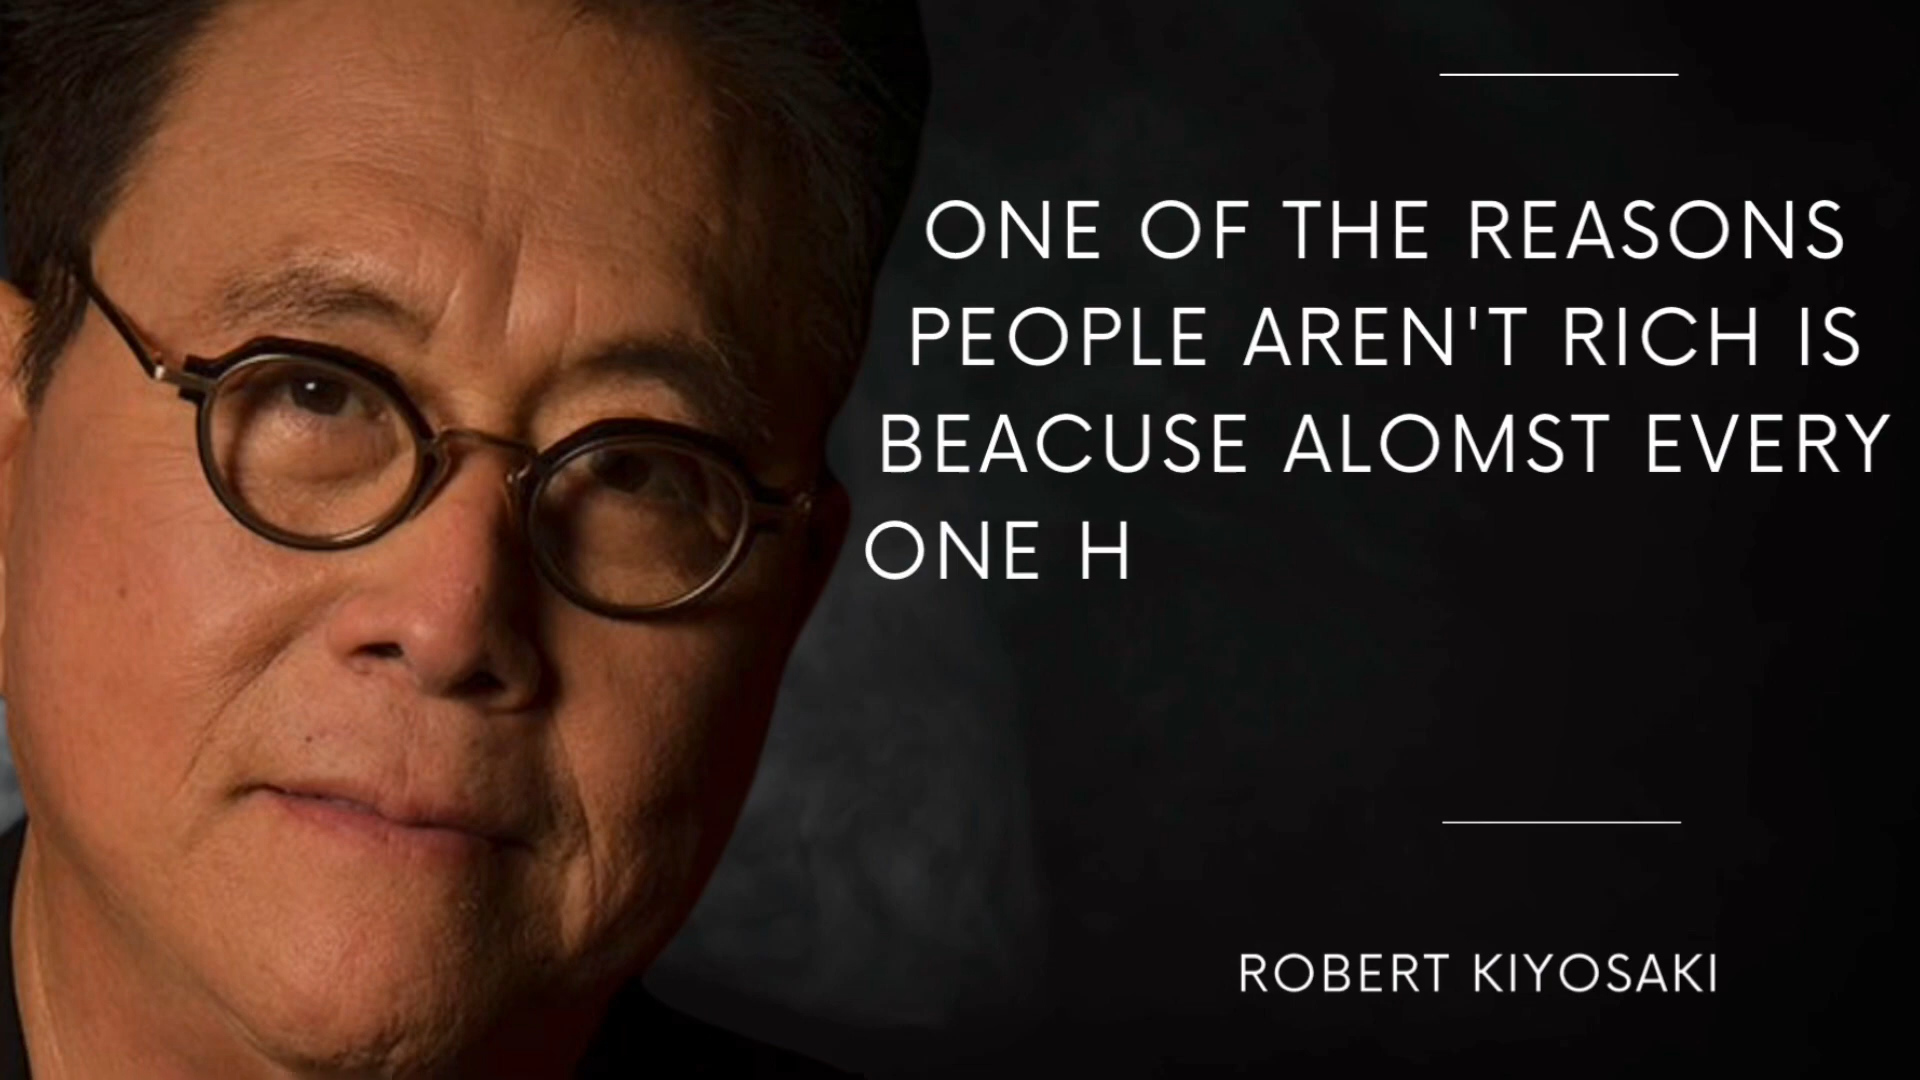 ONE OF THE REASONS
PEOPLE AREN'T RICH IS
BEACUSE ALOMST EVERY
ONE H
ROBERT KIYOSAKI